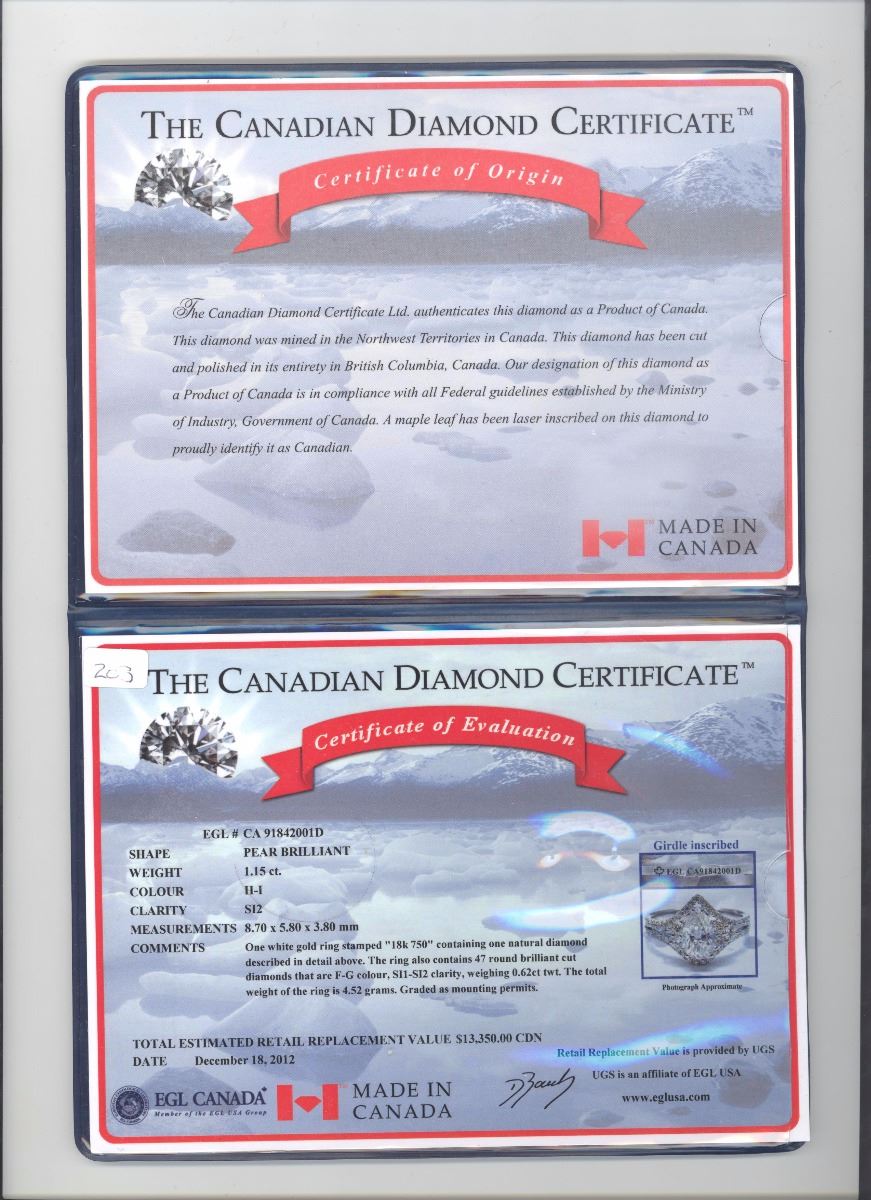 THE CANADIAN DIAMOND CERTIFICATE™
Certificate of Origin
The Canadian Diamond Certificate Ltd. authenticates this diamond as a Product of Canada.
This diamond was mined in the Northwest Territories in Canada. This diamond has been cut
and polished in its entirety in British Columbia, Canada. Our designation of this diamond as
a Product of Canada is in compliance with all Federal guidelines established by the Ministry
of Industry, Government of Canada. A maple leaf has been laser inscribed on this diamond to
proudly identify it as Canadian.
™ MADE IN
CANADA
203
THE CANADIAN DIAMOND CERTIFICATE™
Certificate of Evaluation
EGL # CA 91842001D
SHAPE PEAR BRILLIANT
WEIGHT 1.15 ct.
COLOUR H-I
CLARITY SI2
MEASUREMENTS 8.70 x 5.80 x 3.80 mm
COMMENTS One white gold ring stamped "18k 750" containing one natural diamond
described in detail above. The ring also contains 47 round brilliant cut
diamonds that are F-G colour, SI1-SI2 clarity, weighing 0.62ct twt. The total
weight of the ring is 4.52 grams. Graded as mounting permits.
Girdle inscribed
EGL CA91842001D
Photograph Approximate
TOTAL ESTIMATED RETAIL REPLACEMENT VALUE $13,350.00 CDN
DATE December 18, 2012
Retail Replacement Value is provided by UGS
UGS is an affiliate of EGL USA
www.eglusa.com
EGL CANADA
Member of the EGL USA Group
™ MADE IN
CANADA